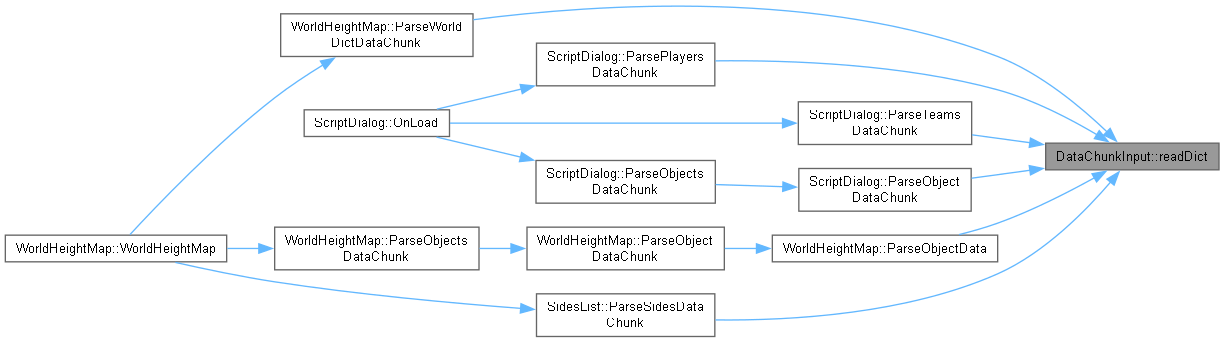 WorldHeightMap::ParseWorld
DictDataChunk
ScriptDialog::ParsePlayers
DataChunk
ScriptDialog::OnLoad
ScriptDialog::ParseTeams
DataChunk
DataChunkInput::readDict
ScriptDialog::ParseObjects
DataChunk
ScriptDialog::ParseObject
DataChunk
WorldHeightMap::WorldHeightMap
WorldHeightMap::ParseObjects
DataChunk
WorldHeightMap::ParseObject
DataChunk
WorldHeightMap::ParseObjectData
SidesList::ParseSidesData
Chunk